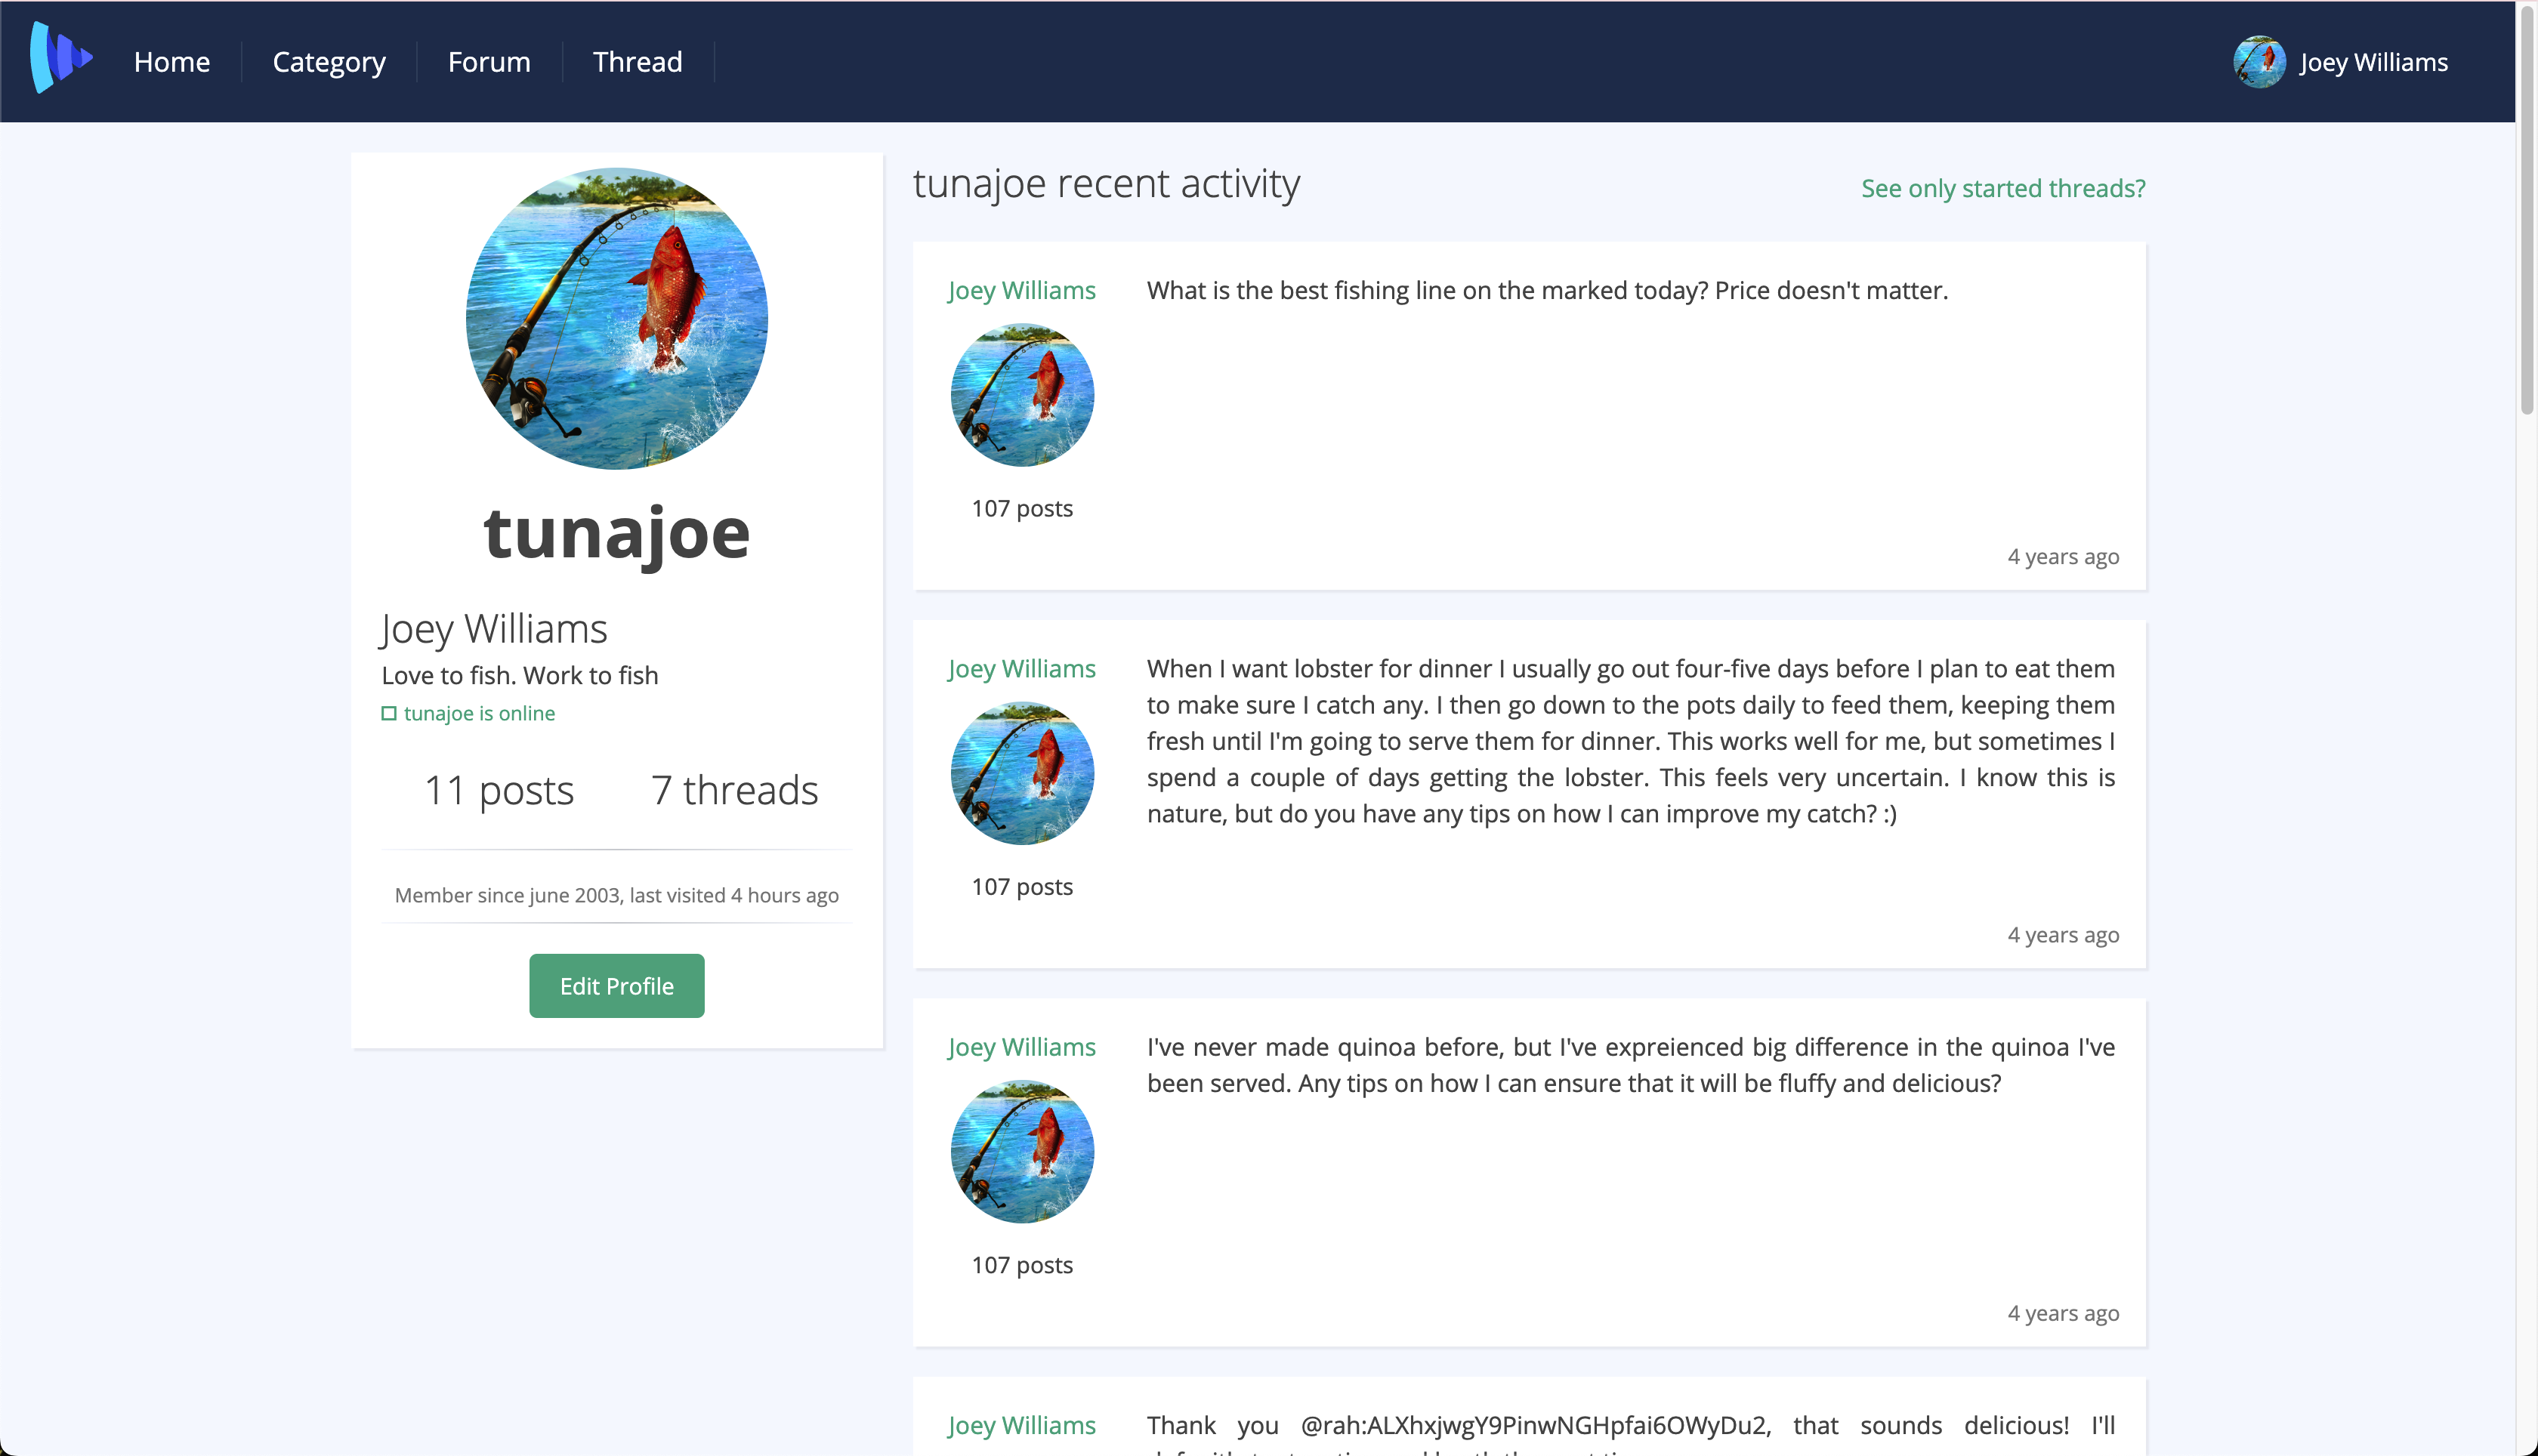 Home
Category
Forum
Thread
Joey Williams
tunajoe
Joey Williams
Love to fish. Work to fish
tunajoe is online
11 posts
7 threads
Member since june 2003, last visited 4 hours ago
Edit Profile
tunajoe recent activity
See only started threads?
Joey Williams
107 posts
What is the best fishing line on the marked today? Price doesn't matter.
4 years ago
Joey Williams
107 posts
When I want lobster for dinner I usually go out four-five days before I plan to eat them
to make sure I catch any. I then go down to the pots daily to feed them, keeping them
fresh until I'm going to serve them for dinner. This works well for me, but sometimes I
spend a couple of days getting the lobster. This feels very uncertain. I know this is
nature, but do you have any tips on how I can improve my catch? :)
4 years ago
Joey Williams
107 posts
I've never made quinoa before, but I've expreienced big difference in the quinoa I've
been served. Any tips on how I can ensure that it will be fluffy and delicious?
4 years ago
Joey Williams
Thank you @rah:ALXhxjwgY9PinwNGHpfai6OWyDu2, that sounds delicious! I'll